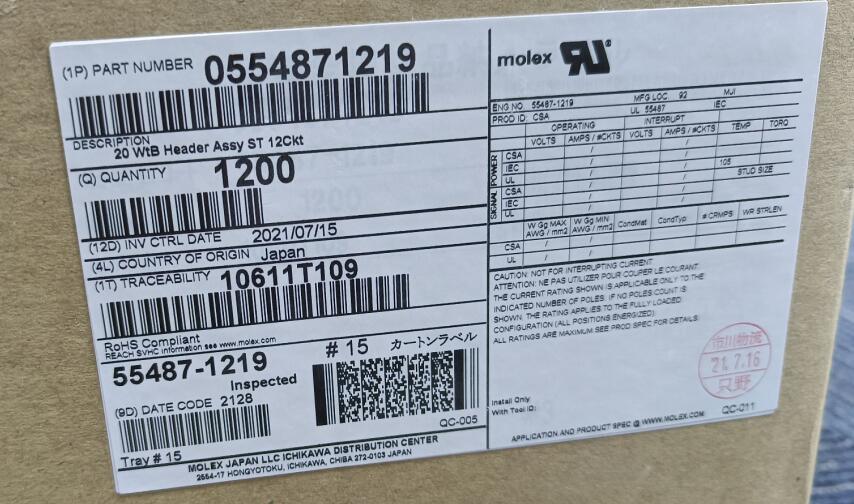 (1P) PART NUMBER 0554871219
DESCRIPTION
20 WtB Header Assy ST 12Ckt
(Q) QUANTITY 1200
(12D) INV CTRL DATE 2021/07/15
(4L) COUNTRY OF ORIGIN Japan
(1T) TRACEABILITY 10611T109
RoHS Compliant
REACH SVHC information see www.molex.com
55487-1219
# 15 カートンラベル
Inspected
(9D) DATE CODE 2128
QC-005
Tray # 15
MOLEX JAPAN LLC ICHIKAWA DISTRIBUTION CENTER
2554-17 HONGYOTOKU, ICHIKAWA, CHIBA 272-0103 JAPAN
molex
ENG NO. 55487-1219 MFG LOC. 92 MJI
PROD ID: CSA UL 55487 IEC
OPERATING INTERRUPT TEMP TORQ
VOLTS AMPS / #CKTS VOLTS AMPS / #CKTS
POWER
CSA / /
IEC / / 105
UL / / STUD SIZE
SIGNAL
CSA / /
IEC / /
UL / /
W Gg MAX AWG / mm2 W Gg MIN AWG / mm2 CondMat CondTyp: # CRMPS WR STRLEN
CSA / /
UL / /
CAUTION: NOT FOR INTERRUPTING CURRENT
ATTENTION: NE PAS UTILIZER POUR COUPER LE COURANT.
THE CURRENT RATING SHOWN IS APPLICABLE ONLY TO THE
INDICATED NUMBER OF POLES. IF NO POLES COUNT IS
SHOWN, THE RATING APPLIES TO THE FULLY LOADED
CONFIGURATION (ALL POSITIONS ENERGIZED).
ALL RATINGS ARE MAXIMUM. SEE PROD SPEC FOR DETAILS.
市川物流
21.7.16
只野
Install Only
With Tool ID:
QC-011
APPLICATION AND PRODUCT SPEC @ WWW.MOLEX.COM